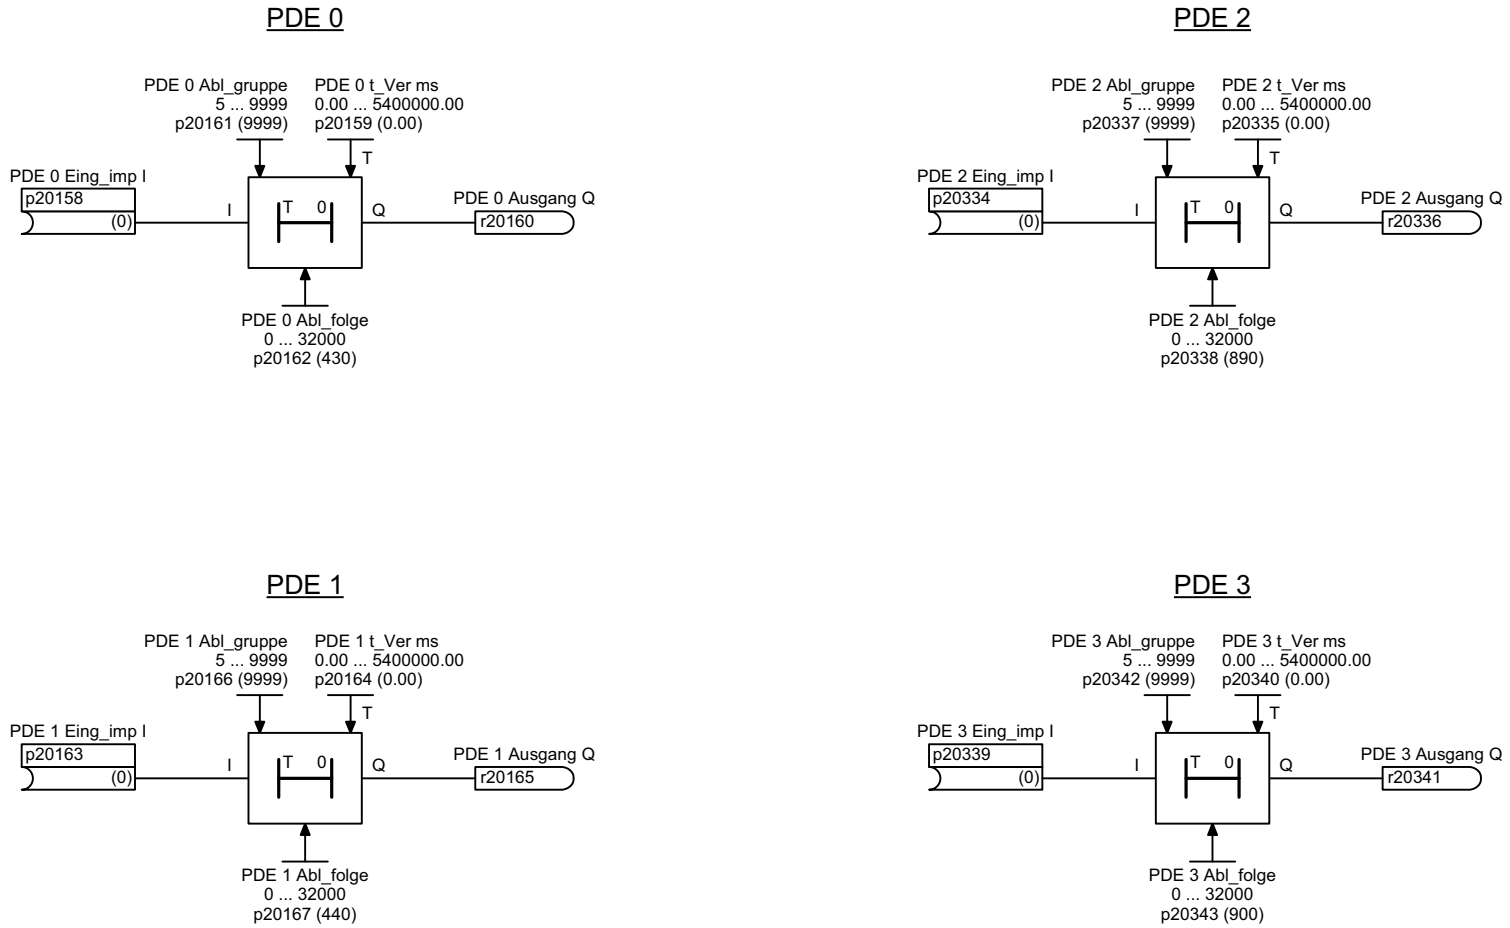 PDE 0
PDE 0 Abl_gruppe
5 ... 9999
p20161 (9999)
PDE 0 t_Ver ms
0.00 ... 5400000.00
p20159 (0.00)
T
PDE 0 Eing_imp I
p20158
(0)
I
T 0
Q
PDE 0 Ausgang Q
r20160
PDE 0 Abl_folge
0 ... 32000
p20162 (430)
PDE 2
PDE 2 Abl_gruppe
5 ... 9999
p20337 (9999)
PDE 2 t_Ver ms
0.00 ... 5400000.00
p20335 (0.00)
T
PDE 2 Eing_imp I
p20334
(0)
I
T 0
Q
PDE 2 Ausgang Q
r20336
PDE 2 Abl_folge
0 ... 32000
p20338 (890)
PDE 1
PDE 1 Abl_gruppe
5 ... 9999
p20166 (9999)
PDE 1 t_Ver ms
0.00 ... 5400000.00
p20164 (0.00)
T
PDE 1 Eing_imp I
p20163
(0)
I
T 0
Q
PDE 1 Ausgang Q
r20165
PDE 1 Abl_folge
0 ... 32000
p20167 (440)
PDE 3
PDE 3 Abl_gruppe
5 ... 9999
p20342 (9999)
PDE 3 t_Ver ms
0.00 ... 5400000.00
p20340 (0.00)
T
PDE 3 Eing_imp I
p20339
(0)
I
T 0
Q
PDE 3 Ausgang Q
r20341
PDE 3 Abl_folge
0 ... 32000
p20343 (900)